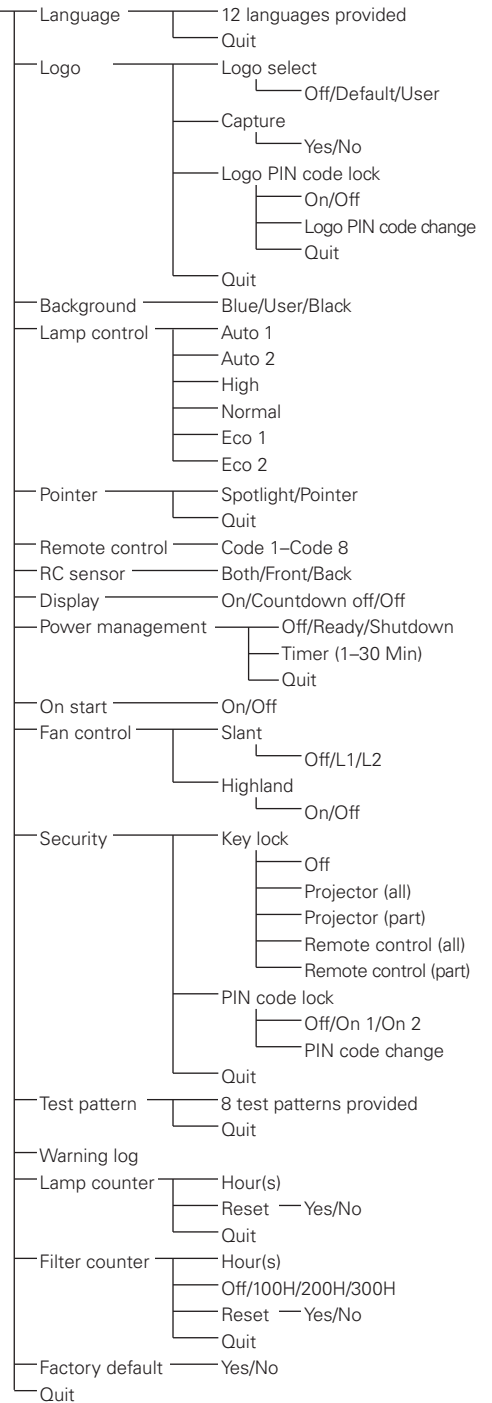 Language 12 languages provided
Quit
Logo Logo select
Off/Default/User
Capture
Yes/No
Logo PIN code lock
On/Off
Logo PIN code change
Quit
Quit
Background Blue/User/Black
Lamp control Auto 1
Auto 2
High
Normal
Eco 1
Eco 2
Pointer Spotlight/Pointer
Quit
Remote control Code 1–Code 8
RC sensor Both/Front/Back
Display On/Countdown off/Off
Power management Off/Ready/Shutdown
Timer (1–30 Min)
Quit
On start On/Off
Fan control Slant
Off/L1/L2
Highland
On/Off
Security Key lock
Off
Projector (all)
Projector (part)
Remote control (all)
Remote control (part)
PIN code lock
Off/On 1/On 2
PIN code change
Quit
Test pattern 8 test patterns provided
Quit
Warning log
Lamp counter Hour(s)
Reset Yes/No
Quit
Filter counter Hour(s)
Off/100H/200H/300H
Reset Yes/No
Quit
Factory default Yes/No
Quit